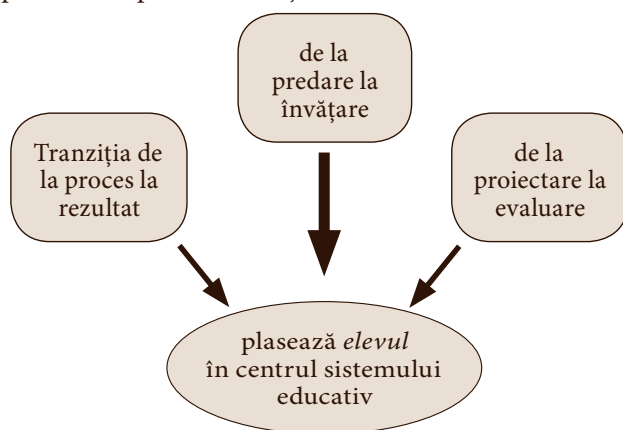 de la
predare la
învățare
Tranziția de
la proces la
rezultat
de la
proiectare la
evaluare
plasează elevul
în centrul sistemului
educativ